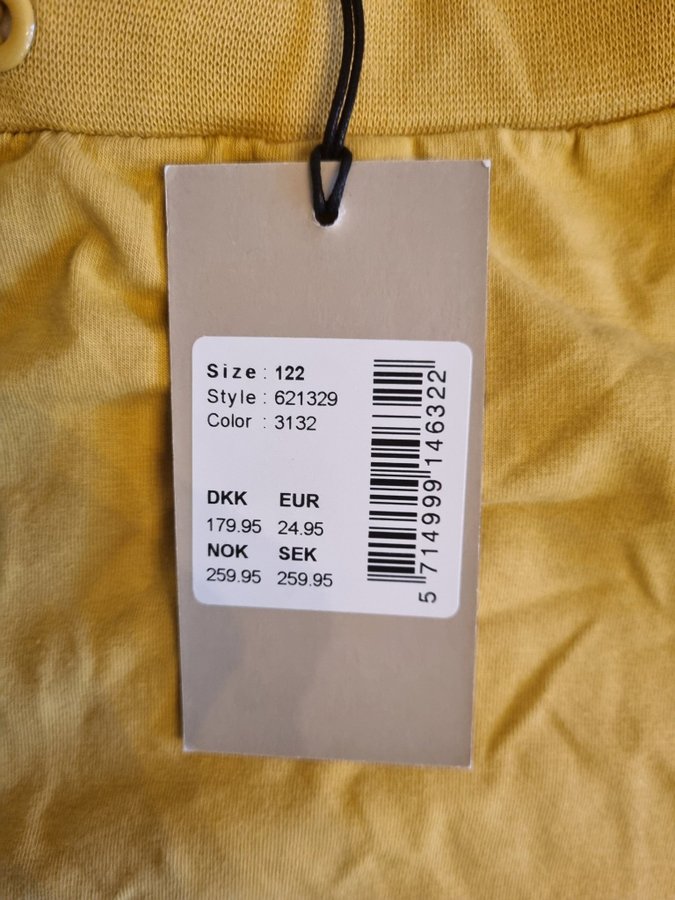 Size : 122
Style : 621329
Color : 3132
DKK EUR
179.95 24.95
NOK SEK
259.95 259.95
5 714999 146322